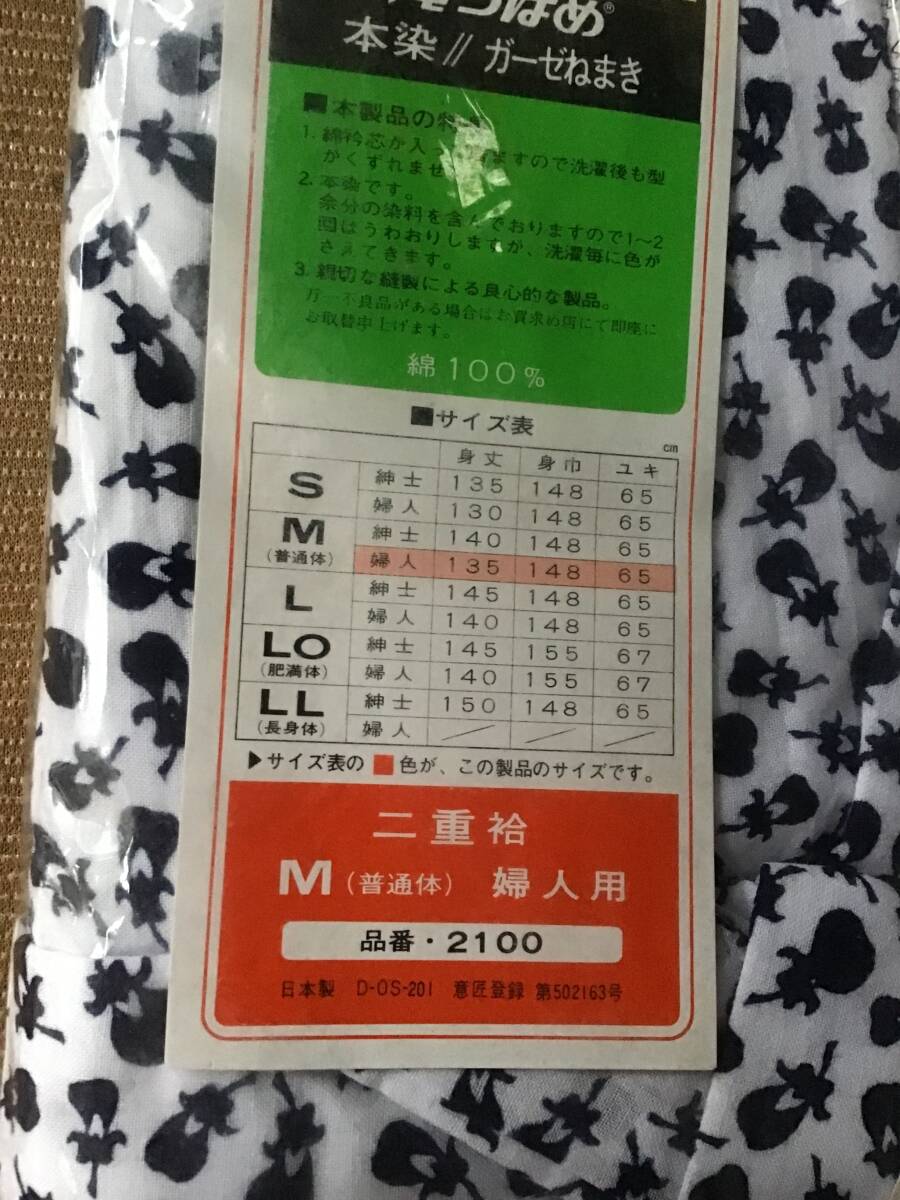 つばめ®
本染//ガーゼねまき
■本製品の特
1. 綿衿芯が入っ ますので洗濯後も型
がくずれませ
2. 本染です。
余分の染料を含んでおりますので1～2
回はうわおりしますが、洗濯毎に色が
さえてきます。
3. 親切な縫製による良心的な製品。
万一不良品がある場合はお買求め店にて即座に
お取替申上げます。
綿100%
■サイズ表
cm
身丈 身巾 ユキ
S 紳士 135 148 65
婦人 130 148 65
M 紳士 140 148 65
(普通体) 婦人 135 148 65
L 紳士 145 148 65
婦人 140 148 65
LO 紳士 145 155 67
(肥満体) 婦人 140 155 67
LL 紳士 150 148 65
(長身体) 婦人 ／ ／ ／
▶サイズ表の■色が、この製品のサイズです。
二重袷
M(普通体) 婦人用
品番・2100
日本製 D-OS-201 意匠登録 第502163号